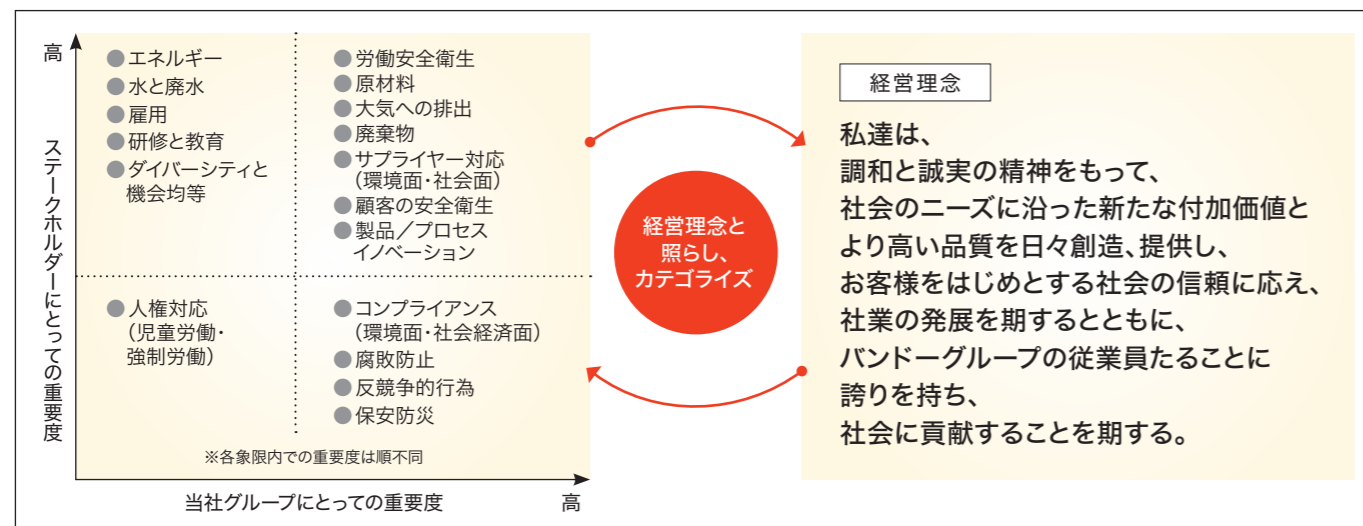 高
ステークホルダーにとっての重要度
●エネルギー
●水と廃水
●雇用
●研修と教育
●ダイバーシティと
機会均等
●労働安全衛生
●原材料
●大気への排出
●廃棄物
●サプライヤー対応
(環境面・社会面)
●顧客の安全衛生
●製品／プロセス
イノベーション
●人権対応
(児童労働・
強制労働)
●コンプライアンス
(環境面・社会経済面)
●腐敗防止
●反競争的行為
●保安防災
※各象限内での重要度は順不同
当社グループにとっての重要度
高
経営理念と
照らし、
カテゴライズ
経営理念
私達は、
調和と誠実の精神をもって、
社会のニーズに沿った新たな付加価値と
より高い品質を日々創造、提供し、
お客様をはじめとする社会の信頼に応え、
社業の発展を期するとともに、
バンドーグループの従業員たることに
誇りを持ち、
社会に貢献することを期する。